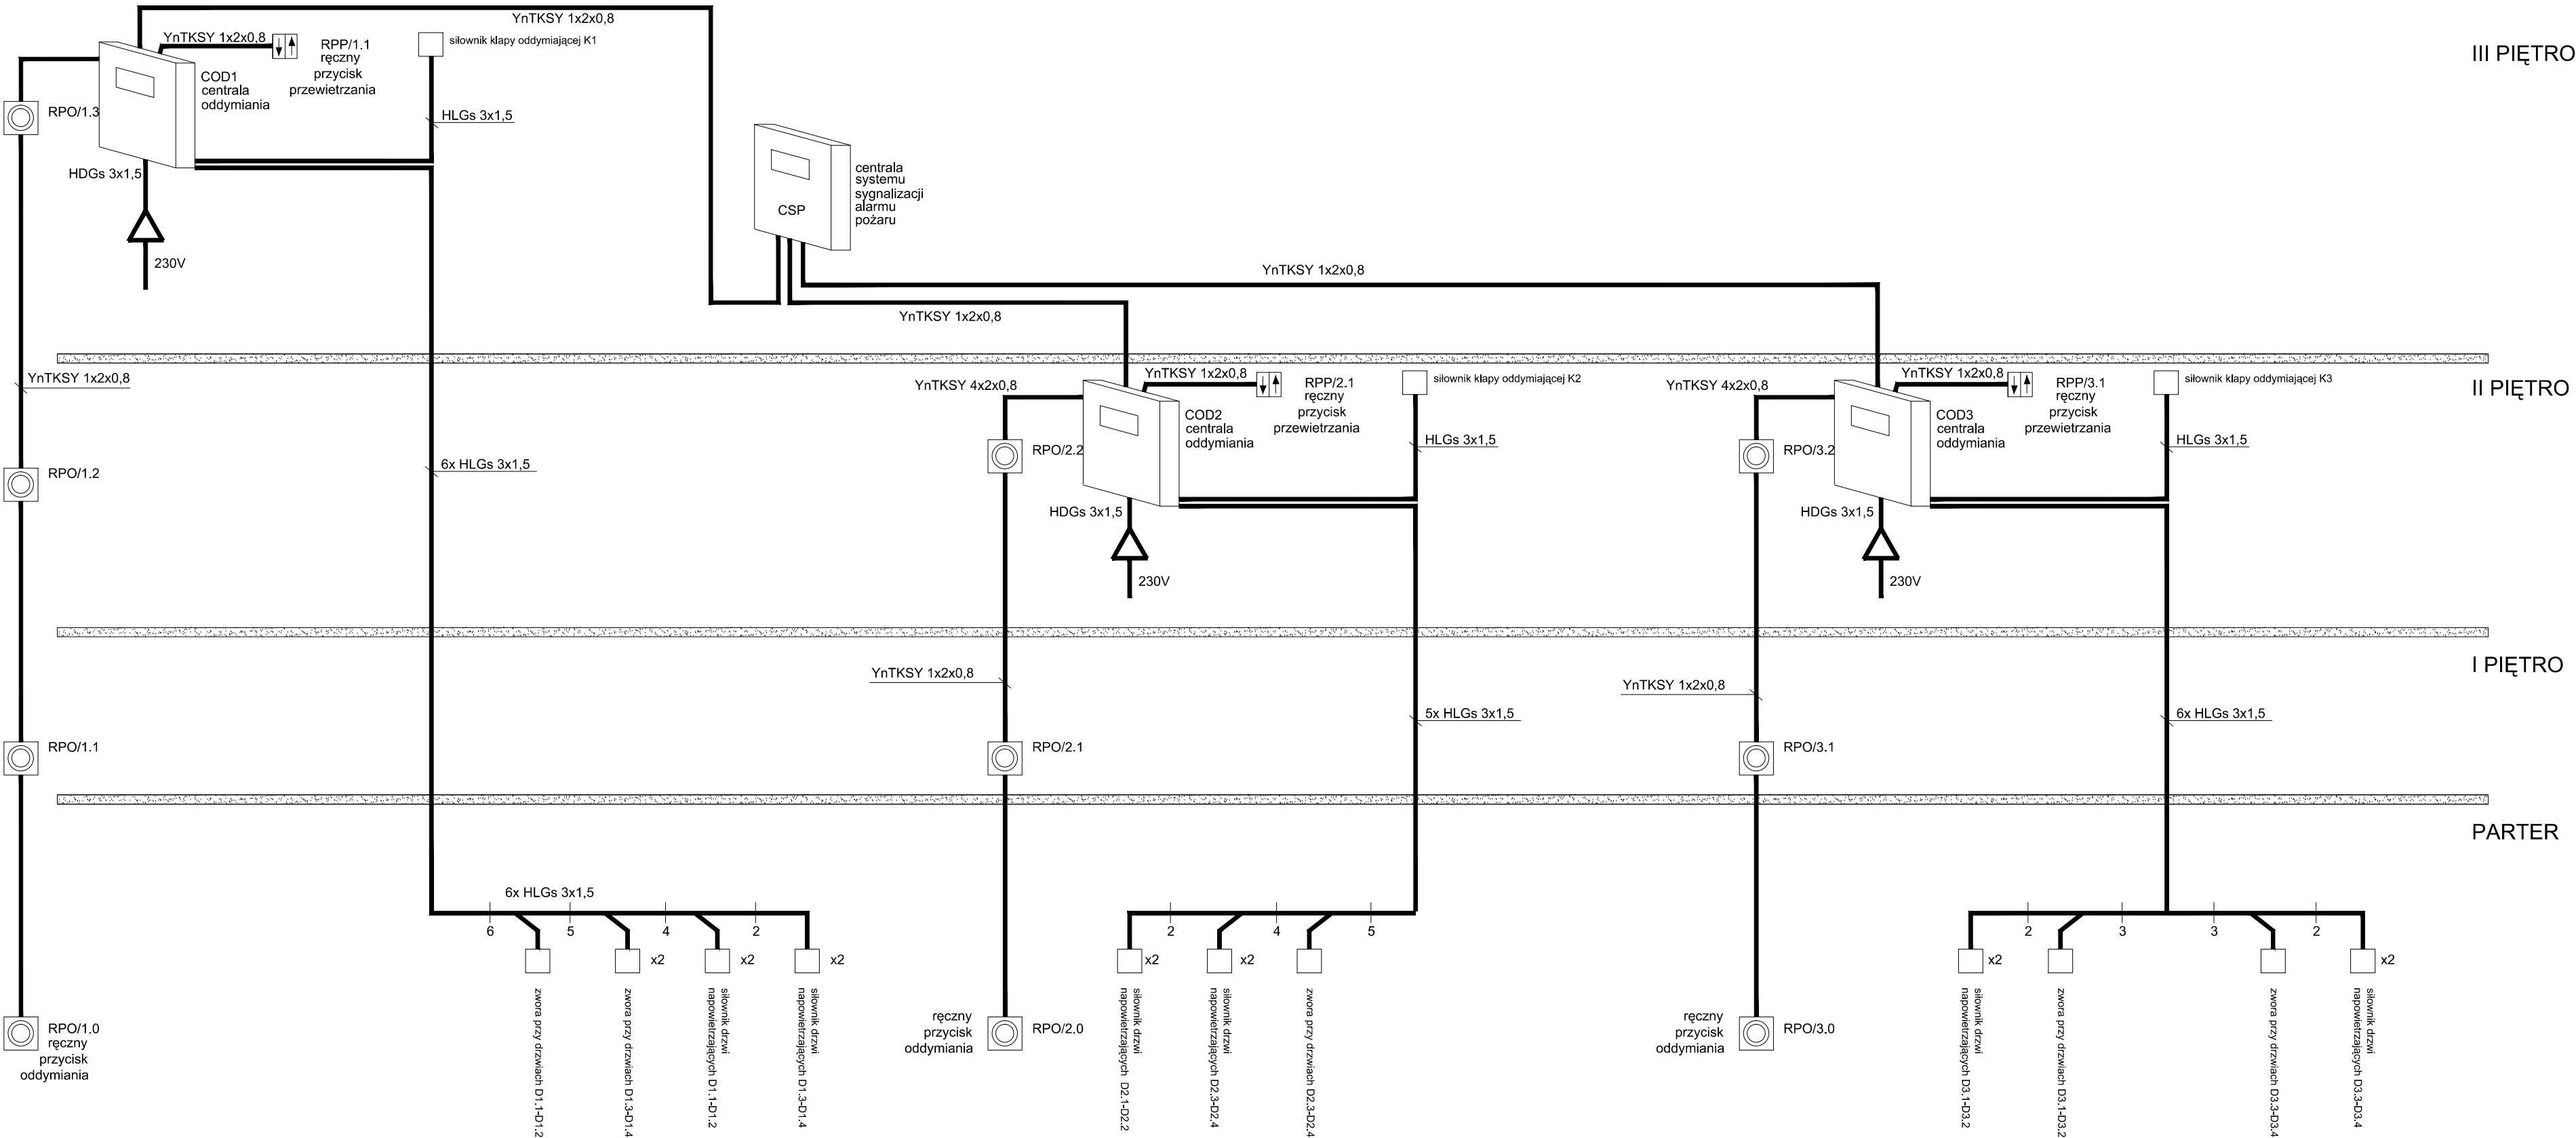 YnTKSY 1x2x0,8
YnTKSY 1x2x0,8
RPP/1.1
ręczny
przycisk
przewietrzania
siłownik klapy oddymiającej K1
III PIĘTRO
COD1
centrala
oddymiania
RPO/1.3
HLGs 3x1,5
HDGs 3x1,5
230V
CSP
centrala
systemu
sygnalizacji
alarmu
pożaru
YnTKSY 1x2x0,8
YnTKSY 1x2x0,8
YnTKSY 1x2x0,8
RPO/1.2
6x HLGs 3x1,5
YnTKSY 4x2x0,8
YnTKSY 1x2x0,8
RPP/2.1
ręczny
przycisk
przewietrzania
siłownik klapy oddymiającej K2
COD2
centrala
oddymiania
RPO/2.2
HLGs 3x1,5
HDGs 3x1,5
230V
YnTKSY 4x2x0,8
YnTKSY 1x2x0,8
RPP/3.1
ręczny
przycisk
przewietrzania
siłownik klapy oddymiającej K3
II PIĘTRO
COD3
centrala
oddymiania
RPO/3.2
HLGs 3x1,5
HDGs 3x1,5
230V
I PIĘTRO
YnTKSY 1x2x0,8
YnTKSY 1x2x0,8
5x HLGs 3x1,5
6x HLGs 3x1,5
RPO/1.1
RPO/2.1
RPO/3.1
PARTER
6x HLGs 3x1,5
6
5
4
2
x2
x2
x2
zwora przy drzwiach D1.1-D1.2
zwora przy drzwiach D1.3-D1.4
siłownik drzwi
napowietrzających D1.1-D1.2
siłownik drzwi
napowietrzających D1.3-D1.4
2
4
5
x2
x2
siłownik drzwi
napowietrzających D2.1-D2.2
siłownik drzwi
napowietrzających D2.3-D2.4
zwora przy drzwiach D2.3-D2.4
2
3
3
2
x2
x2
siłownik drzwi
napowietrzających D3.1-D3.2
zwora przy drzwiach D3.1-D3.2
zwora przy drzwiach D3.3-D3.4
siłownik drzwi
napowietrzających D3.3-D3.4
RPO/1.0
ręczny
przycisk
oddymiania
ręczny
przycisk
oddymiania
RPO/2.0
ręczny
przycisk
oddymiania
RPO/3.0